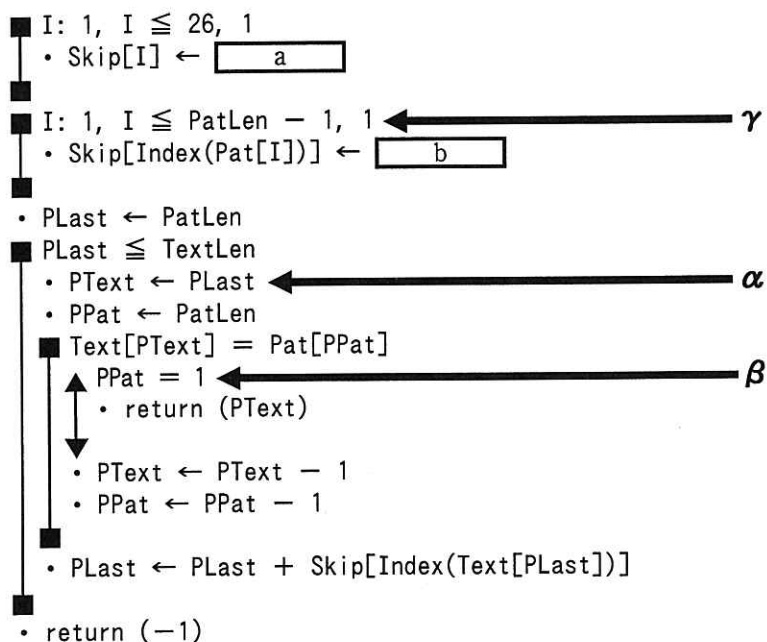 I: 1, I ≦ 26, 1
・Skip[I] ← a
I: 1, I ≦ PatLen − 1, 1 γ
・Skip[Index(Pat[I])] ← b
・PLast ← PatLen
PLast ≦ TextLen
・PText ← PLast α
・PPat ← PatLen
Text[PText] = Pat[PPat]
PPat = 1 β
・return (PText)
・PText ← PText − 1
・PPat ← PPat − 1
・PLast ← PLast + Skip[Index(Text[PLast])]
・return (−1)